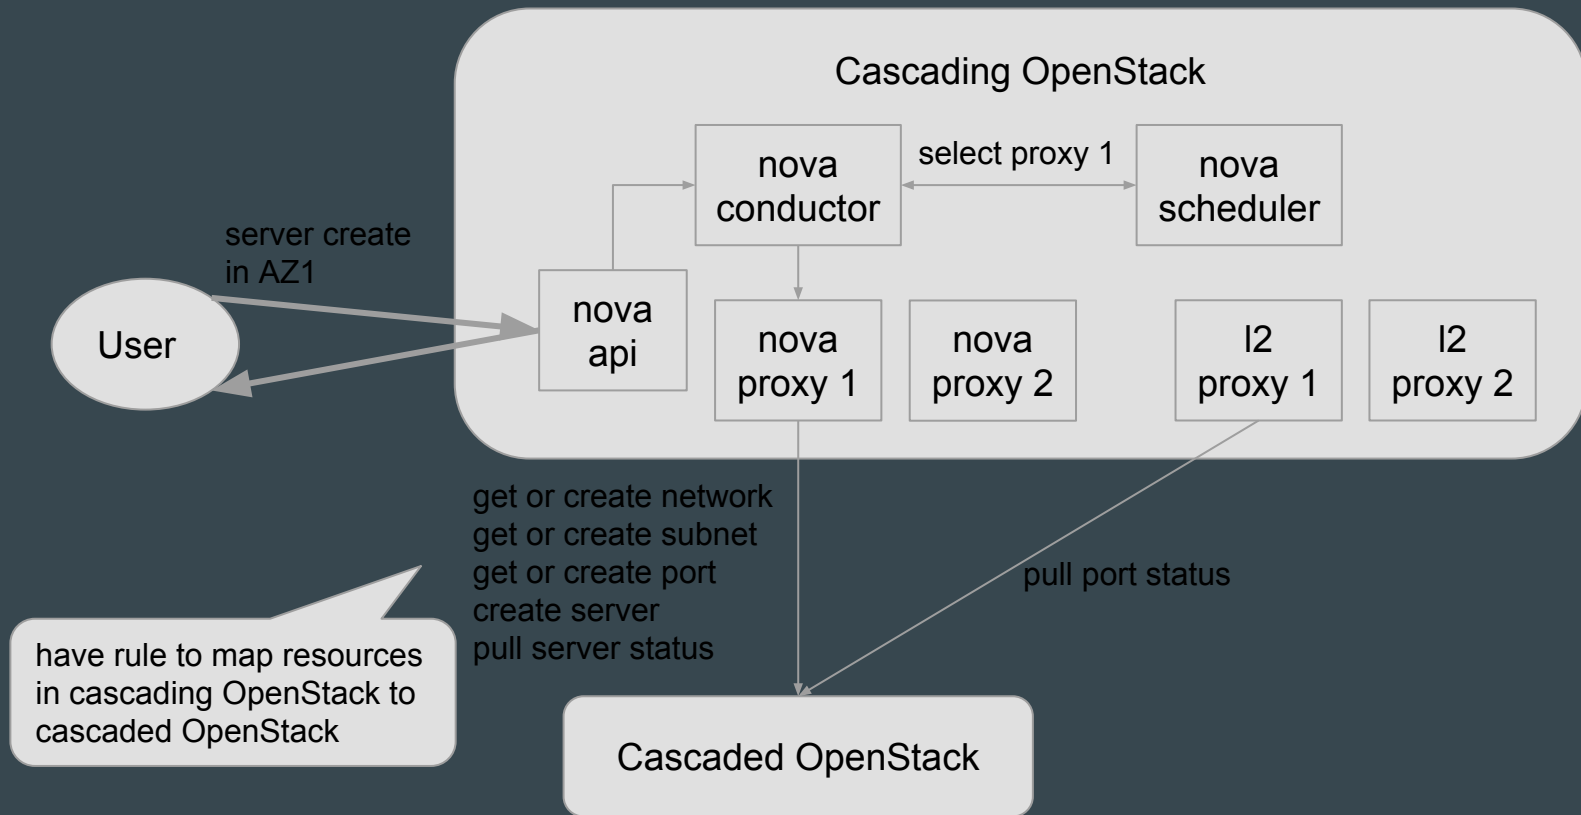 Cascading OpenStack
nova
conductor
select proxy 1
nova
scheduler
server create
in AZ1
User
nova
api
nova
proxy 1
nova
proxy 2
l2
proxy 1
l2
proxy 2
get or create network
get or create subnet
get or create port
create server
pull server status
pull port status
have rule to map resources
in cascading OpenStack to
cascaded OpenStack
Cascaded OpenStack